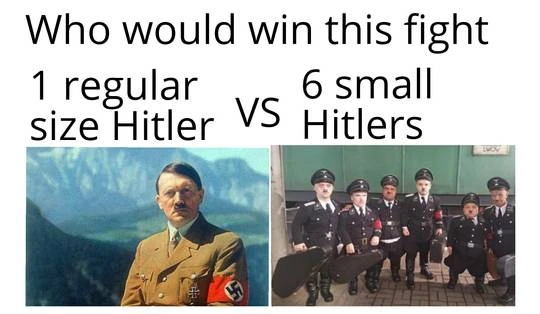 Who would win this fight
1 regular
size Hitler
VS
6 small
Hitlers